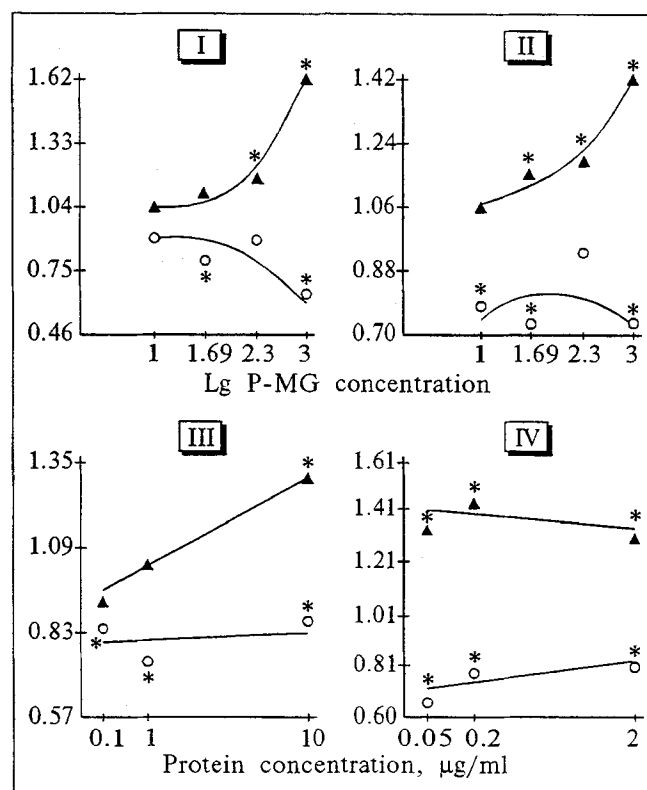 I
II
1.62
1.33
1.04
0.75
0.46
* * * *
1 1.69 2.3 3
1.42
1.24
1.06
0.88
0.70
* * * * * *
1 1.69 2.3 3
Lg P-MG concentration
III
IV
1.35
1.09
0.83
0.57
* * * *
0.1 1 10
1.61
1.41
1.21
1.01
0.81
0.60
* * * * * *
0.05 0.2 2
Protein concentration, μg/ml